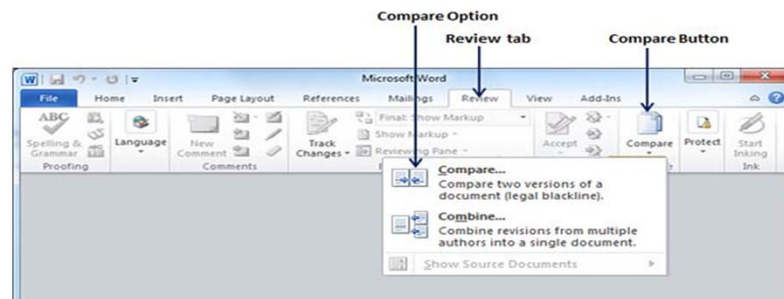 Compare Option
Review tab
Compare Button
Microsoft Word
File Home Insert Page Layout References Mailings Review View Add-Ins
ABC
Spelling &
Grammar
Proofing
Language
New
Comment
Comments
Track
Changes
Final: Show Markup
Show Markup
Reviewing Pane
Accept
Compare
Protect
Start
Inking
Ink
Compare...
Compare two versions of a
document (legal blackline).
Combine...
Combine revisions from multiple
authors into a single document.
Show Source Documents